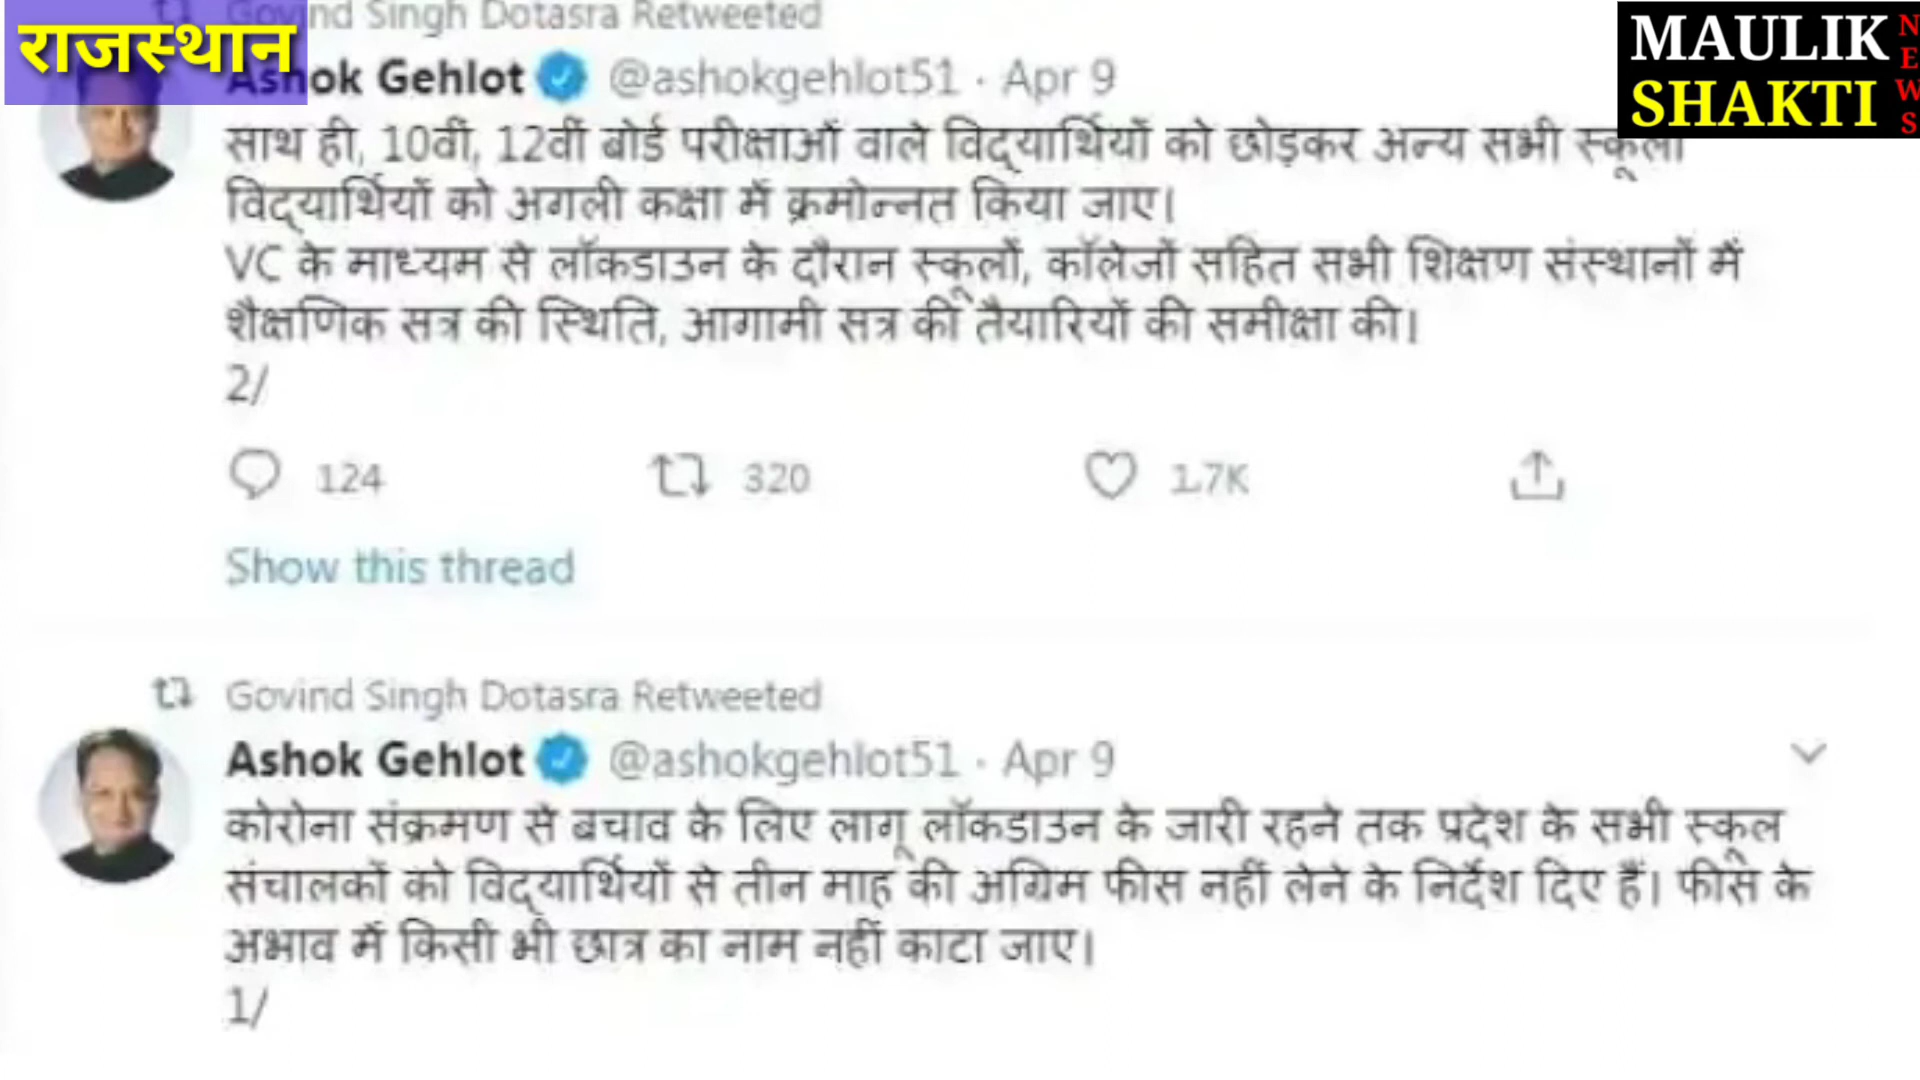 Govind Singh Dotasra Retweeted
राजस्थान
MAULIK
SHAKTI
NEWS
Ashok Gehlot @ashokgehlot51 · Apr 9
साथ ही, 10वीं, 12वीं बोर्ड परीक्षाओं वाले विद्यार्थियों को छोड़कर अन्य सभी स्कूली
विद्यार्थियों को अगली कक्षा में क्रमोन्नत किया जाए।
VC के माध्यम से लॉकडाउन के दौरान स्कूलों, कॉलेजों सहित सभी शिक्षण संस्थानों में
शैक्षणिक सत्र की स्थिति, आगामी सत्र की तैयारियों की समीक्षा की।
2/
124 320 1.7K
Show this thread
Govind Singh Dotasra Retweeted
Ashok Gehlot @ashokgehlot51 · Apr 9
कोरोना संक्रमण से बचाव के लिए लागू लॉकडाउन के जारी रहने तक प्रदेश के सभी स्कूल
संचालकों को विद्यार्थियों से तीन माह की अग्रिम फीस नहीं लेने के निर्देश दिए हैं। फीस के
अभाव में किसी भी छात्र का नाम नहीं काटा जाए।
1/